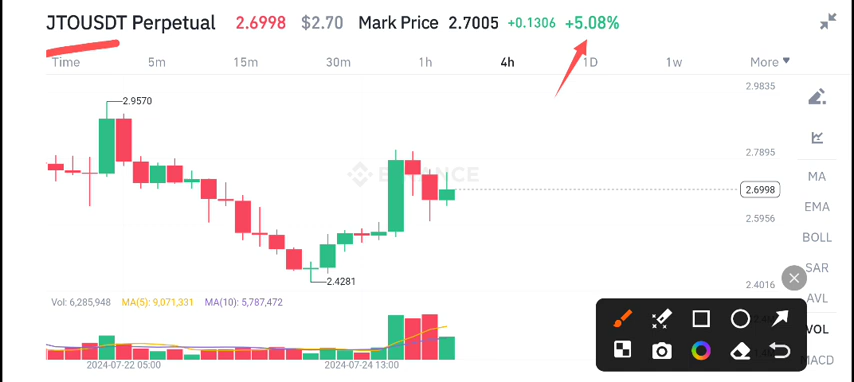 JTOUSDT Perpetual 2.6998 $2.70 Mark Price 2.7005 +0.1306 +5.08%
Time 5m 15m 30m 1h 4h 1D 1w More
2.9835
2.9570
2.7895
BINANCE
MA
2.6998
EMA
2.5956
BOLL
SAR
2.4281
2.4016
AVL
Vol: 6,285,948 MA(5): 9,071,331 MA(10): 5,787,472
VOL
MACD
2024-07-22 05:00 2024-07-24 13:00